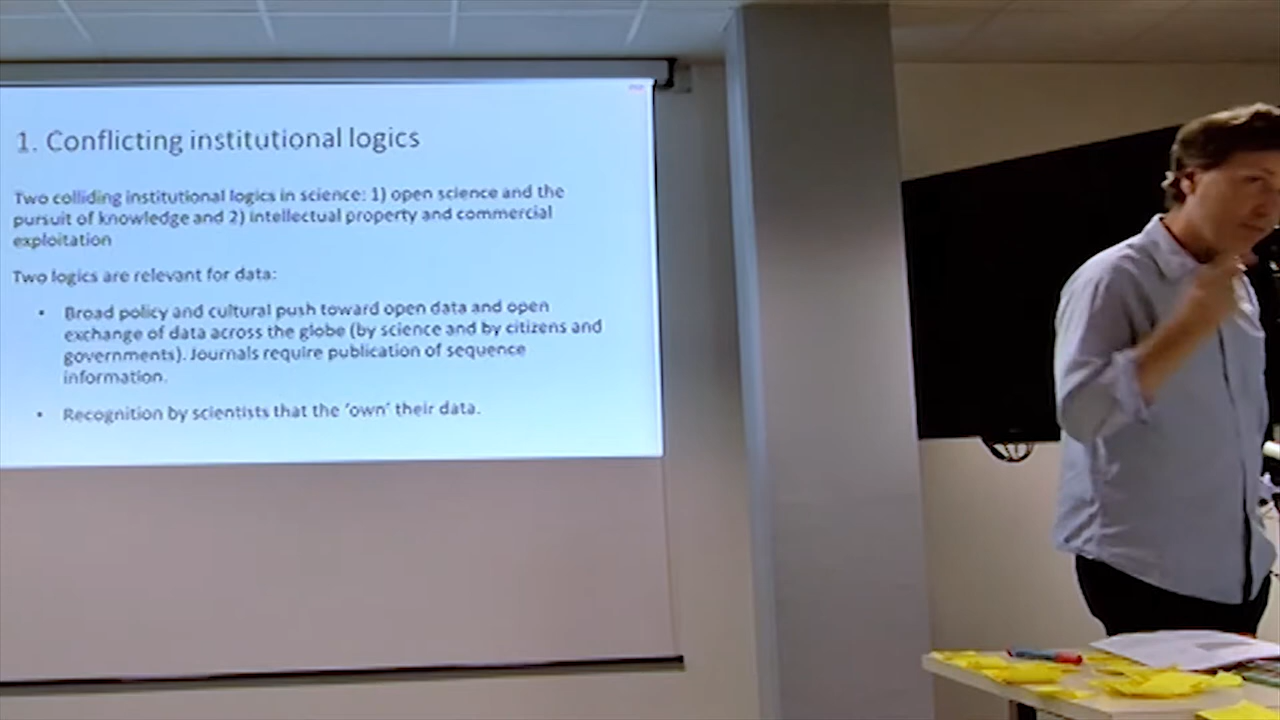 1. Conflicting institutional logics
Two colliding institutional logics in science: 1) open science and the
pursuit of knowledge and 2) intellectual property and commercial
exploitation
Two logics are relevant for data:
• Broad policy and cultural push toward open data and open
exchange of data across the globe (by science and by citizens and
governments). Journals require publication of sequence
information.
• Recognition by scientists that the ‘own’ their data.